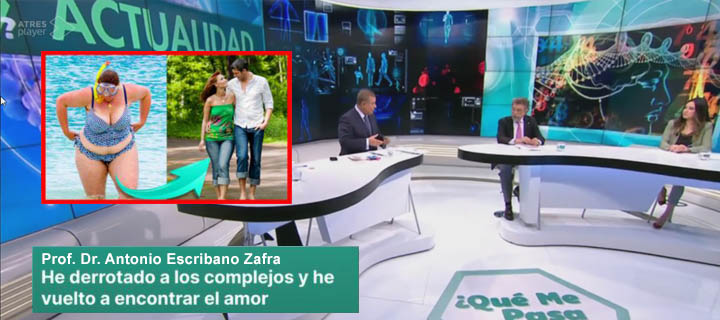 ATRES
player
ACTUALIDAD
Prof. Dr. Antonio Escribano Zafra
He derrotado a los complejos y he
vuelto a encontrar el amor
¿Qué Me
Pasa